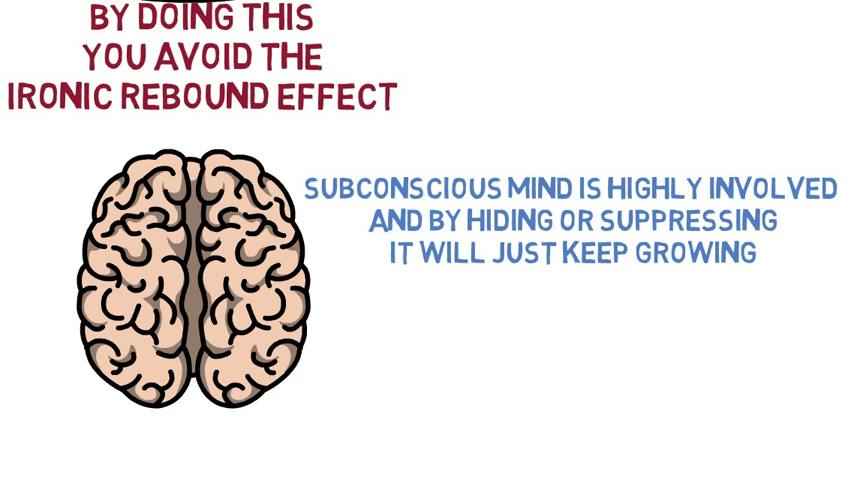 BY DOING THIS
YOU AVOID THE
IRONIC REBOUND EFFECT
SUBCONSCIOUS MIND IS HIGHLY INVOLVED
AND BY HIDING OR SUPPRESSING
IT WILL JUST KEEP GROWING